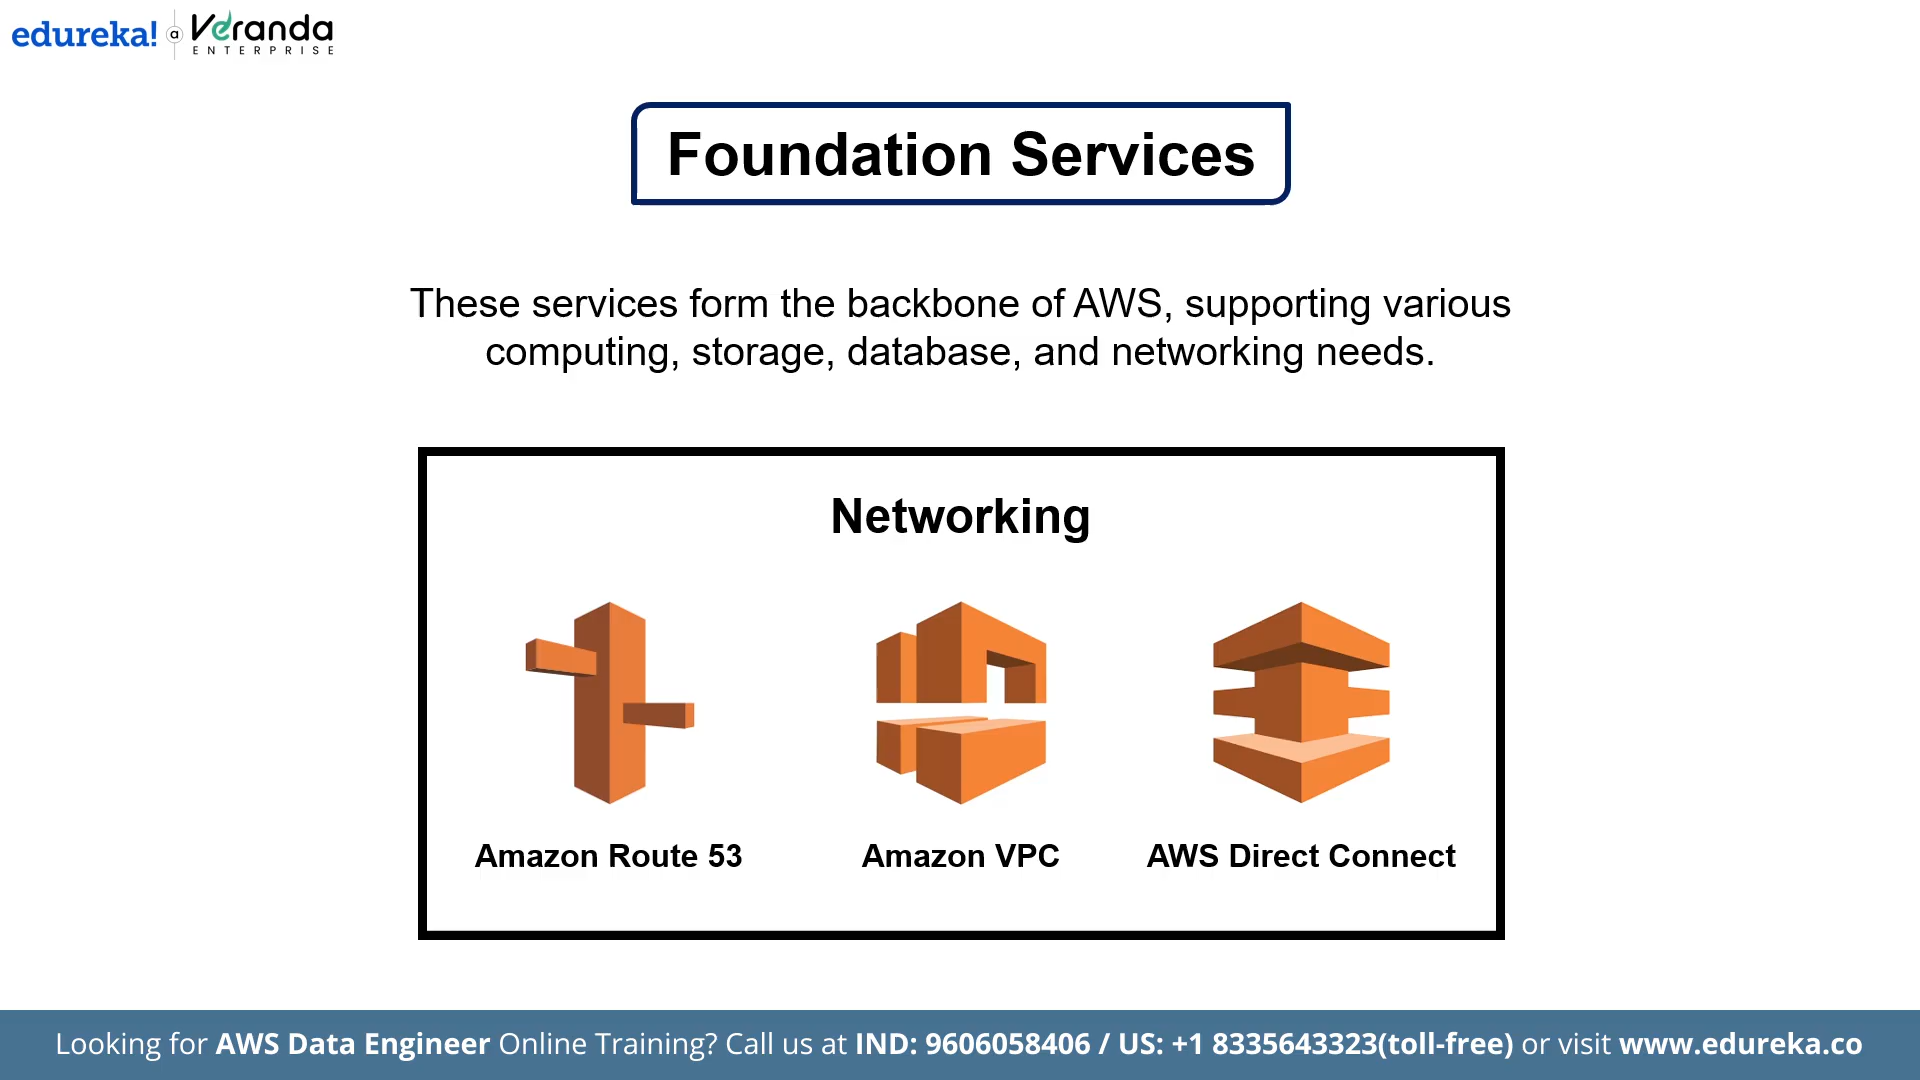 edureka! a Veranda
ENTERPRISE
Foundation Services
These services form the backbone of AWS, supporting various
computing, storage, database, and networking needs.
Networking
Amazon Route 53 Amazon VPC AWS Direct Connect
Looking for AWS Data Engineer Online Training? Call us at IND: 9606058406 / US: +1 8335643323(toll-free) or visit www.edureka.co